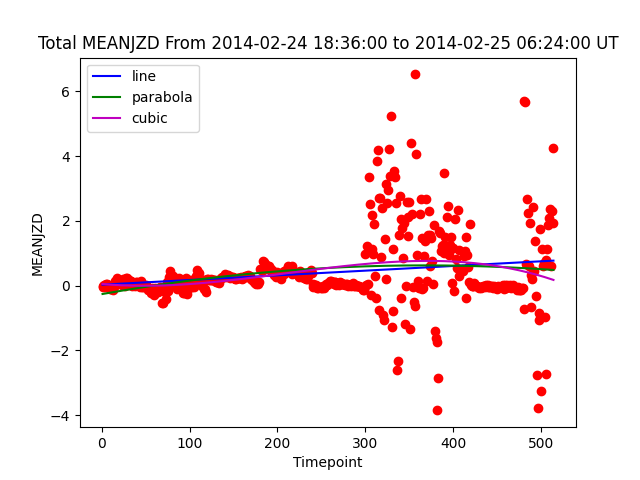 Total MEANJZD From 2014-02-24 18:36:00 to 2014-02-25 06:24:00 UT
line
parabola
cubic
6
4
2
0
−2
−4
MEANJZD
0 100 200 300 400 500
Timepoint